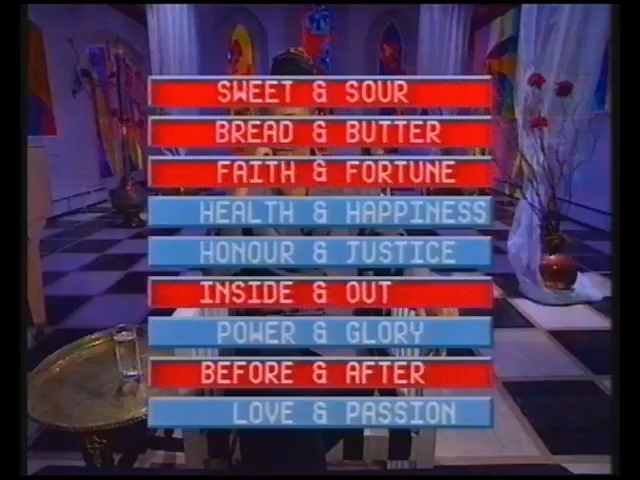 SWEET & SOUR
BREAD & BUTTER
FAITH & FORTUNE
HEALTH & HAPPINESS
HONOUR & JUSTICE
INSIDE & OUT
POWER & GLORY
BEFORE & AFTER
LOVE & PASSION